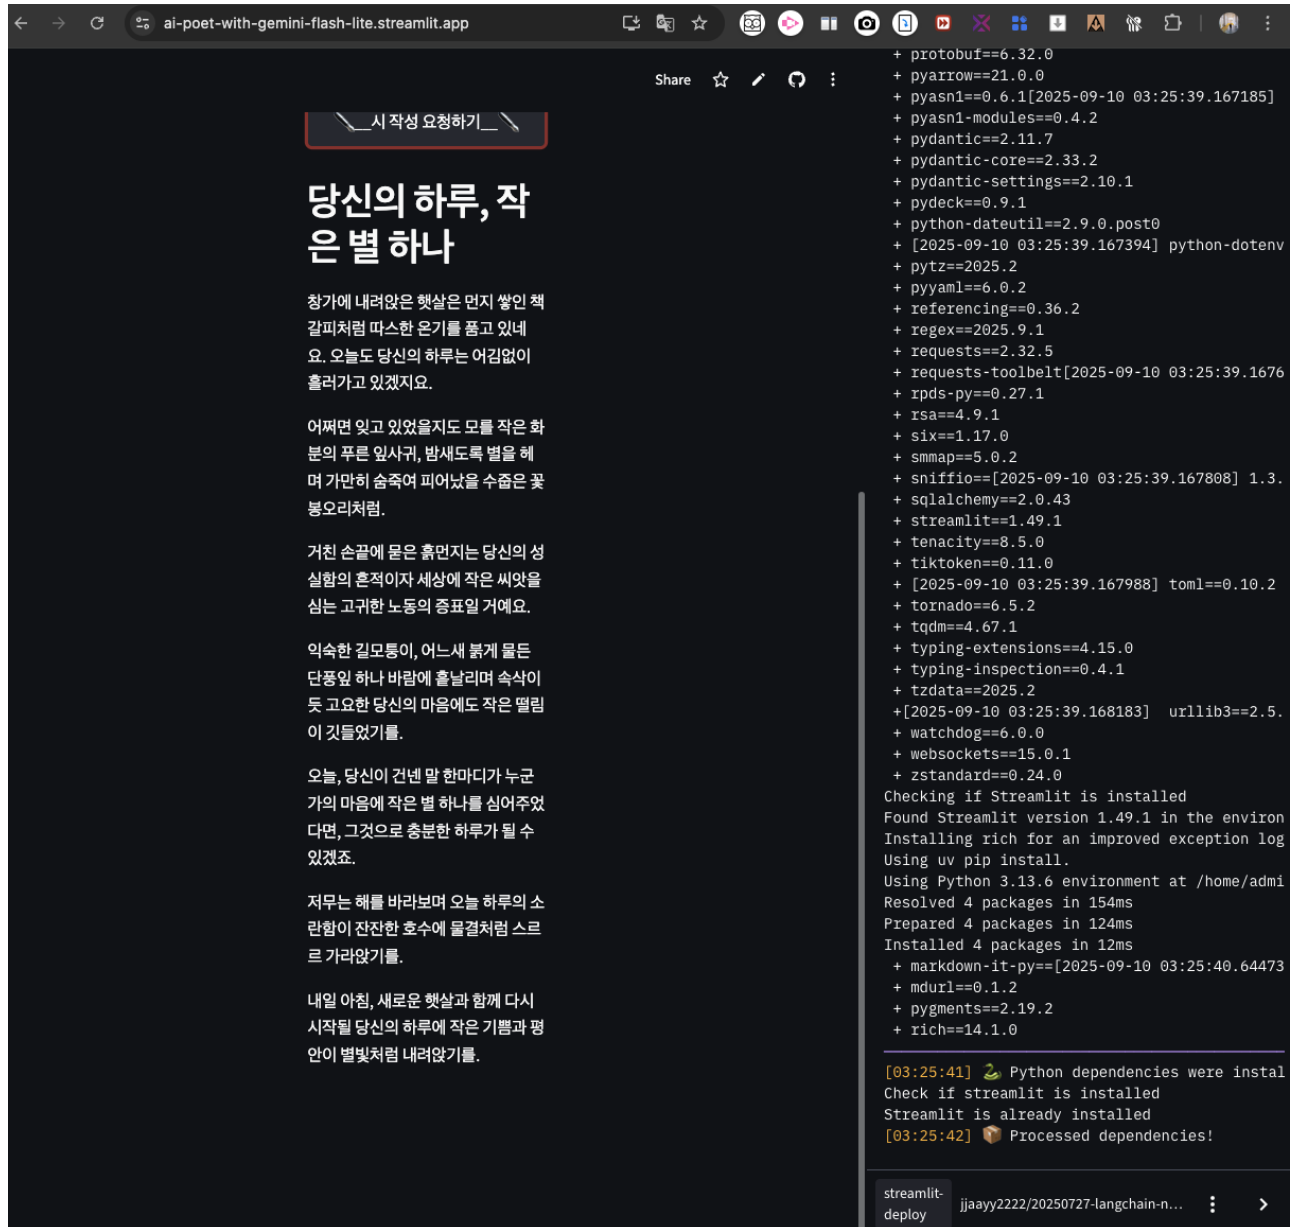 ai-poet-with-gemini-flash-lite.streamlit.app
Share
__시 작성 요청하기__
당신의 하루, 작
은 별 하나
창가에 내려앉은 햇살은 먼지 쌓인 책
갈피처럼 따스한 온기를 품고 있네
요. 오늘도 당신의 하루는 어김없이
흘러가고 있겠지요.
어쩌면 잊고 있었을지도 모를 작은 화
분의 푸른 잎사귀, 밤새도록 별을 헤
며 가만히 숨죽여 피어났을 수줍은 꽃
봉오리처럼.
거친 손끝에 묻은 흙먼지는 당신의 성
실함의 흔적이자 세상에 작은 씨앗을
심는 고귀한 노동의 증표일 거예요.
익숙한 길모퉁이, 어느새 붉게 물든
단풍잎 하나 바람에 흩날리며 속삭이
듯 고요한 당신의 마음에도 작은 떨림
이 깃들었기를.
오늘, 당신이 건넨 말 한마디가 누군
가의 마음에 작은 별 하나를 심어주었
다면, 그것으로 충분한 하루가 될 수
있겠죠.
저무는 해를 바라보며 오늘 하루의 소
란함이 잔잔한 호수에 물결처럼 스르
르 가라앉기를.
내일 아침, 새로운 햇살과 함께 다시
시작될 당신의 하루에 작은 기쁨과 평
안이 별빛처럼 내려앉기를.
+ protobuf==6.32.0
+ pyarrow==21.0.0
+ pyasn1==0.6.1[2025-09-10 03:25:39.167185]
+ pyasn1-modules==0.4.2
+ pydantic==2.11.7
+ pydantic-core==2.33.2
+ pydantic-settings==2.10.1
+ pydeck==0.9.1
+ python-dateutil==2.9.0.post0
+ [2025-09-10 03:25:39.167394] python-dotenv
+ pytz==2025.2
+ pyyaml==6.0.2
+ referencing==0.36.2
+ regex==2025.9.1
+ requests==2.32.5
+ requests-toolbelt[2025-09-10 03:25:39.1676
+ rpds-py==0.27.1
+ rsa==4.9.1
+ six==1.17.0
+ smmap==5.0.2
+ sniffio==[2025-09-10 03:25:39.167808] 1.3.
+ sqlalchemy==2.0.43
+ streamlit==1.49.1
+ tenacity==8.5.0
+ tiktoken==0.11.0
+ [2025-09-10 03:25:39.167988] toml==0.10.2
+ tornado==6.5.2
+ tqdm==4.67.1
+ typing-extensions==4.15.0
+ typing-inspection==0.4.1
+ tzdata==2025.2
+[2025-09-10 03:25:39.168183]  urllib3==2.5.
+ watchdog==6.0.0
+ websockets==15.0.1
+ zstandard==0.24.0
Checking if Streamlit is installed
Found Streamlit version 1.49.1 in the environ
Installing rich for an improved exception log
Using uv pip install.
Using Python 3.13.6 environment at /home/admi
Resolved 4 packages in 154ms
Prepared 4 packages in 124ms
Installed 4 packages in 12ms
+ markdown-it-py==[2025-09-10 03:25:40.64473
+ mdurl==0.1.2
+ pygments==2.19.2
+ rich==14.1.0
[03:25:41] 🐍 Python dependencies were instal
Check if streamlit is installed
Streamlit is already installed
[03:25:42] 📦 Processed dependencies!
streamlit-
deploy
jjaayy2222/20250727-langchain-n...